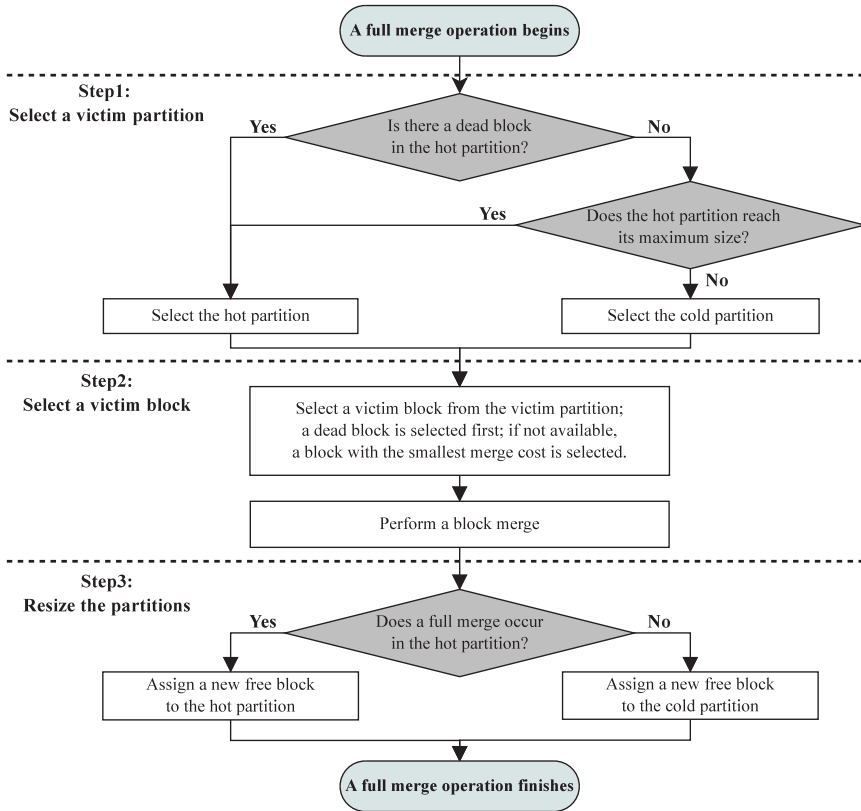 A full merge operation begins
Step1:
Select a victim partition
Is there a dead block
in the hot partition?
Yes
No
Does the hot partition reach
its maximum size?
Yes
No
Select the hot partition
Select the cold partition
Step2:
Select a victim block
Select a victim block from the victim partition;
a dead block is selected first; if not available,
a block with the smallest merge cost is selected.
Perform a block merge
Step3:
Resize the partitions
Does a full merge occur
in the hot partition?
Yes
No
Assign a new free block
to the hot partition
Assign a new free block
to the cold partition
A full merge operation finishes